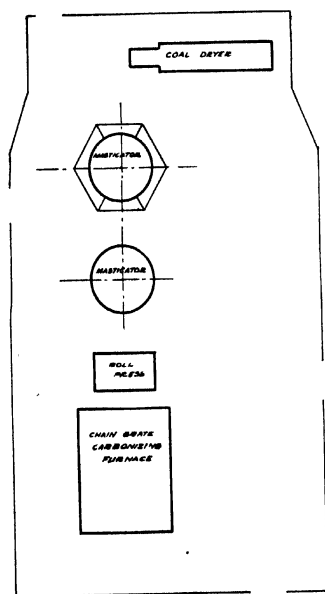 COAL DRYER
MASTICATOR
MASTICATOR
ROLL
PRESS
CHAIN GRATE
CARBONIZING
FURNACE